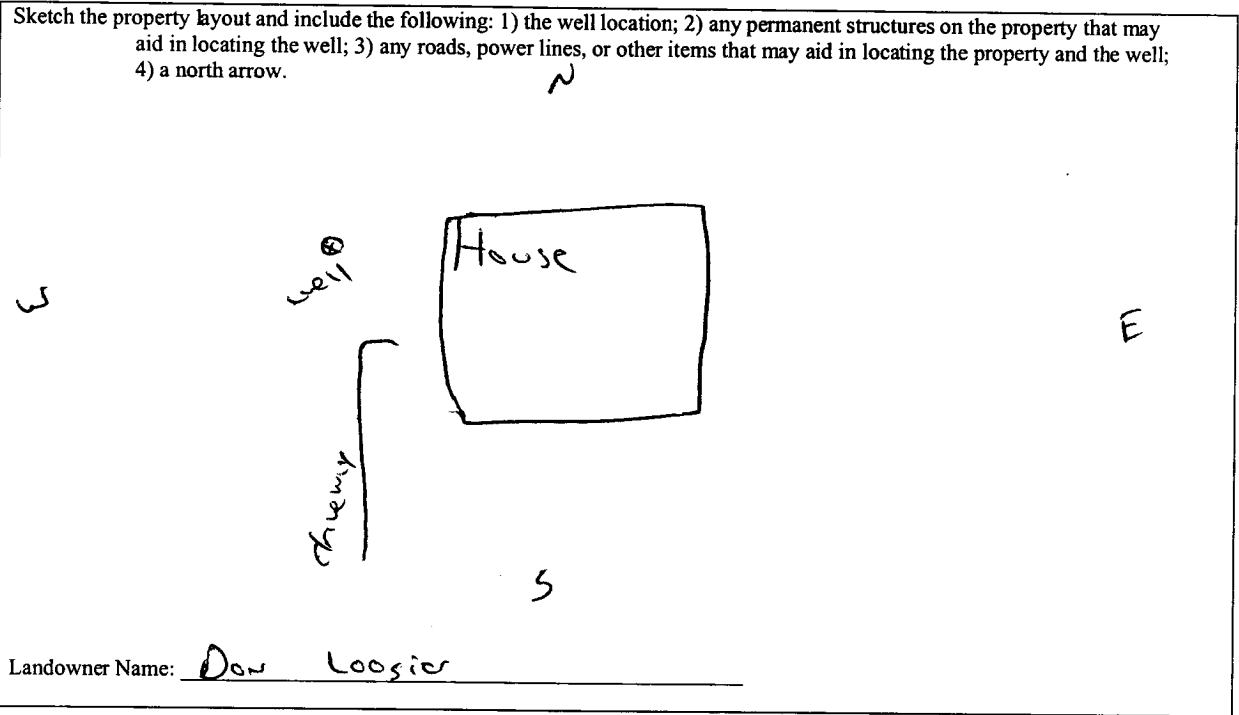 Sketch the property layout and include the following: 1) the well location; 2) any permanent structures on the property that may
aid in locating the well; 3) any roads, power lines, or other items that may aid in locating the property and the well;
4) a north arrow.
N
House
well
W
E
driveway
S
Landowner Name: Don Loosier